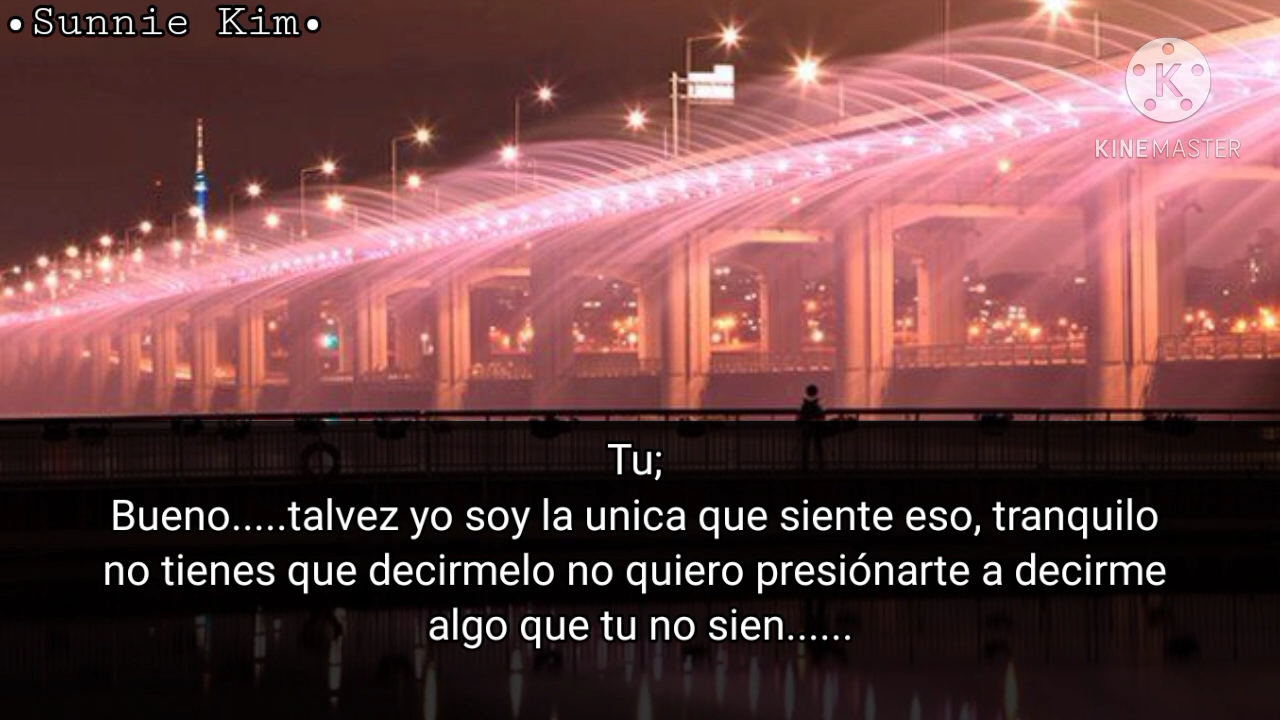 •Sunnie Kim•
K
KINEMASTER
Tu;
Bueno.....talvez yo soy la unica que siente eso, tranquilo
no tienes que decirmelo no quiero presiónarte a decirme
algo que tu no sien......